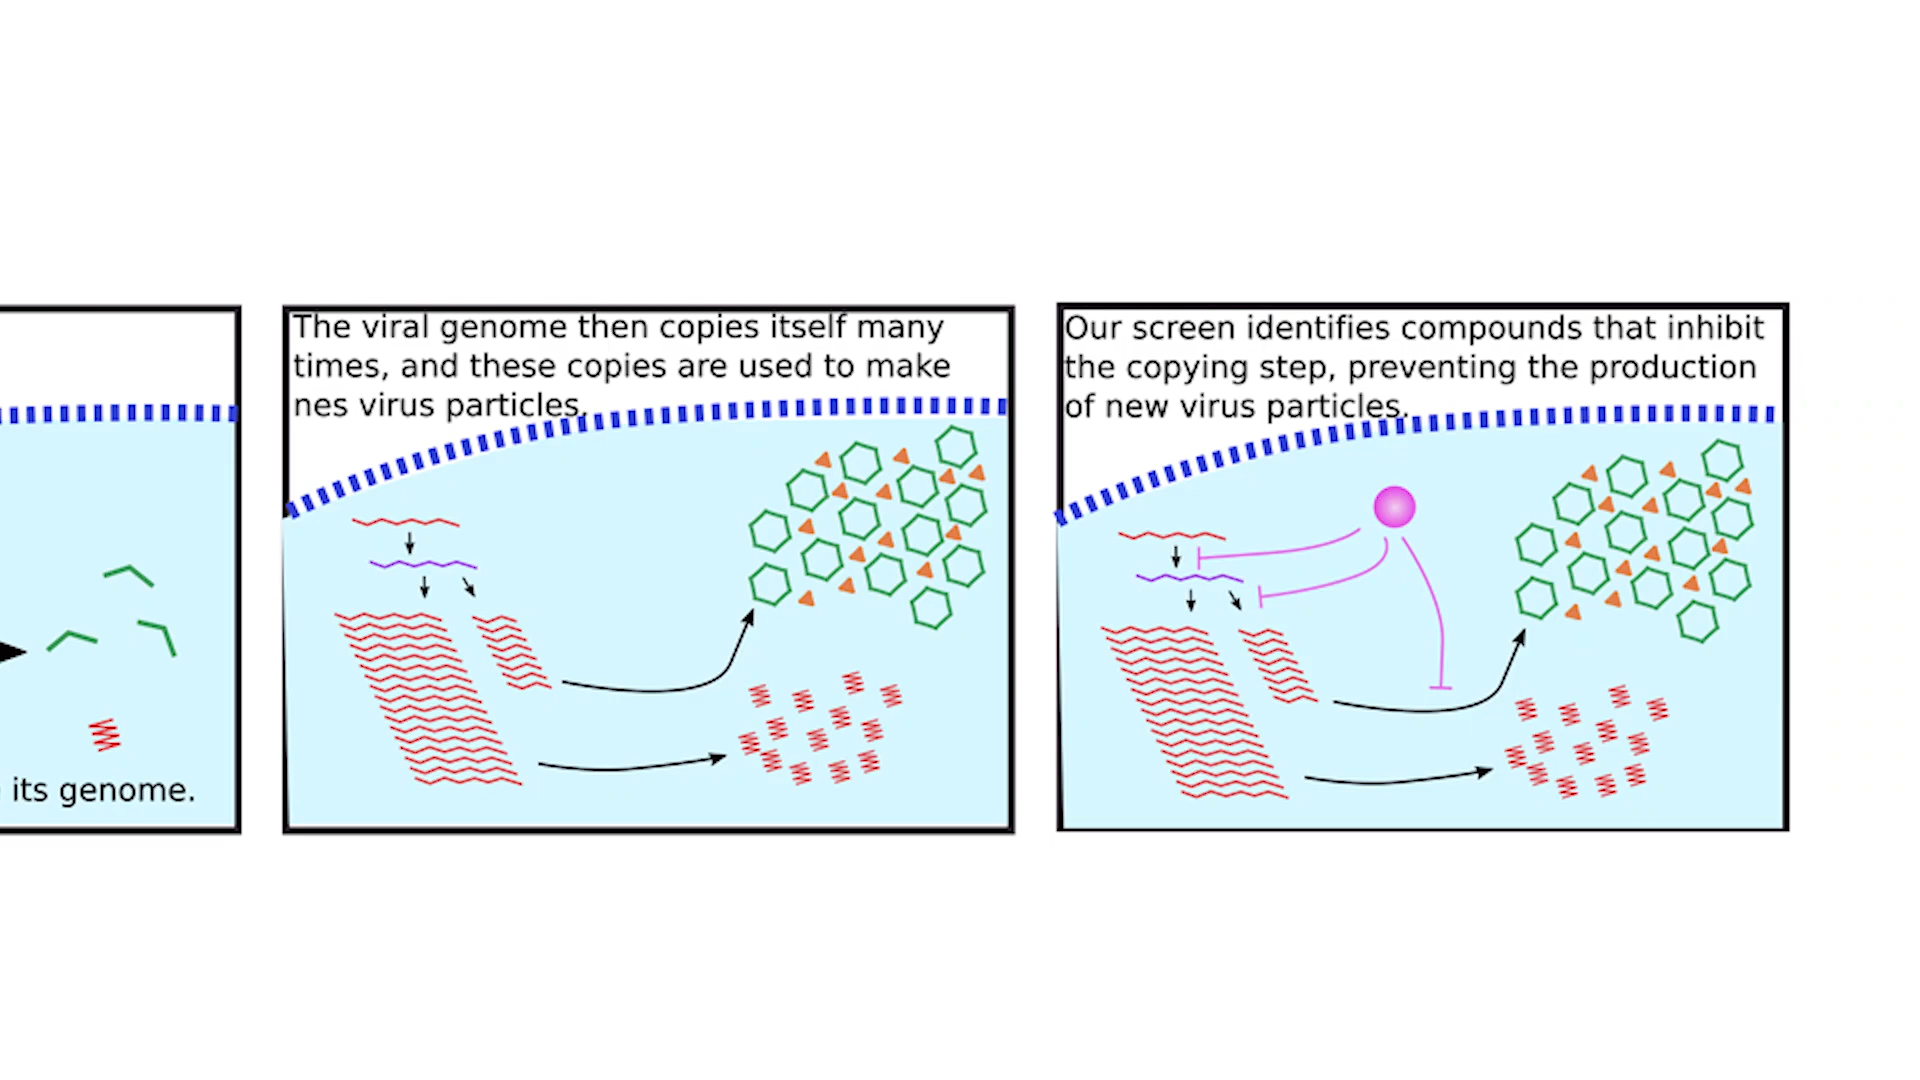 its genome.
The viral genome then copies itself many
times, and these copies are used to make
nes virus particles.
Our screen identifies compounds that inhibit
the copying step, preventing the production
of new virus particles.